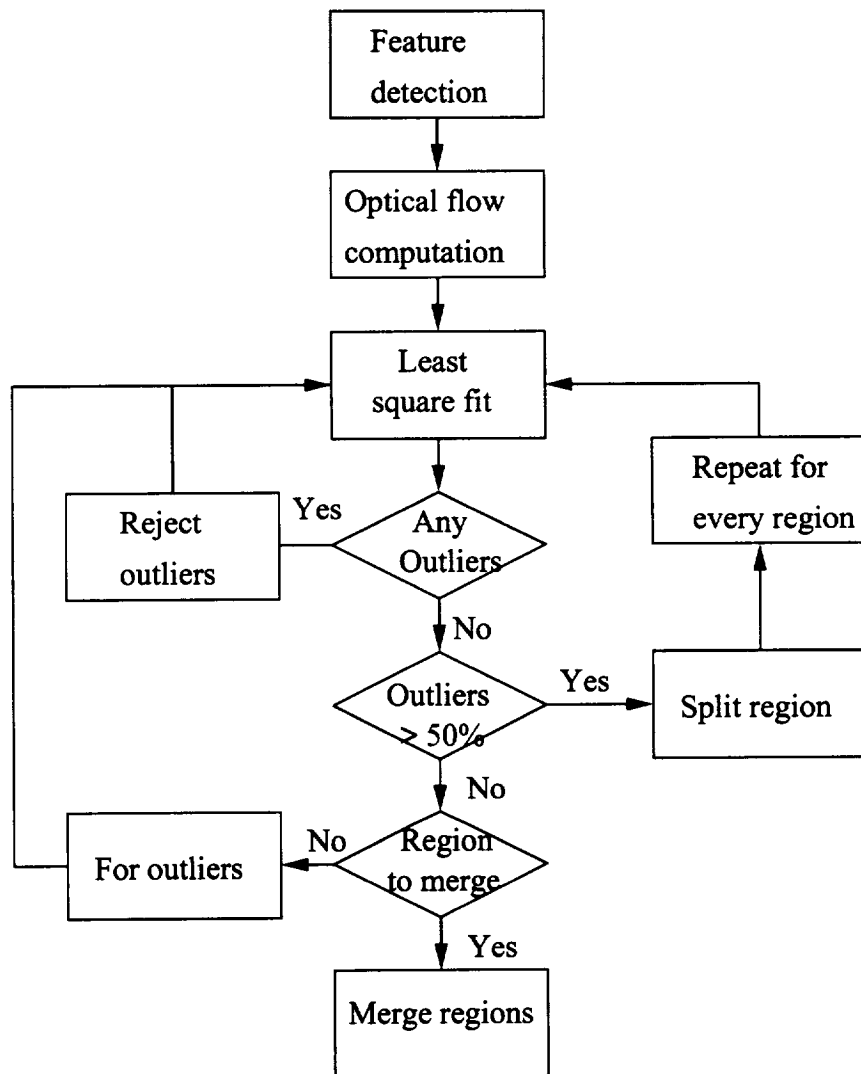 Feature
detection
Optical flow
computation
Least
square fit
Repeat for
every region
Reject
outliers
Yes
Any
Outliers
No
Outliers
> 50%
Yes
Split region
No
For outliers
No
Region
to merge
Yes
Merge regions